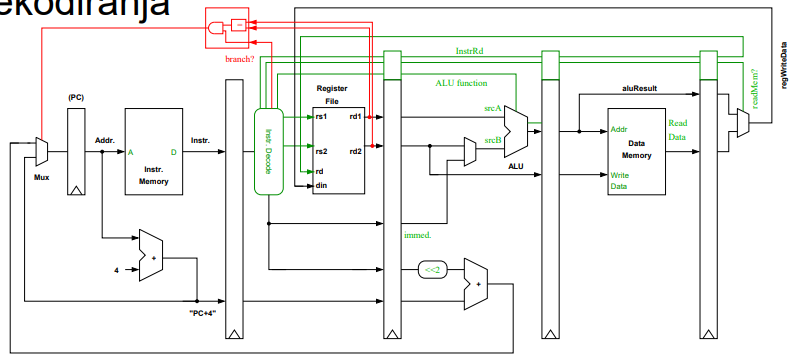 ekodiranja
=
branch?
InstrRd
ALU function
regWriteData
readMem?
(PC)
Register
File
aluResult
Addr.
Instr.
rs1
rd1
srcA
A
D
Instr.
Memory
rs2
rd2
srcB
Instr. Decode
Addr
Read
Data
Data
Memory
Mux
rd
din
ALU
Write
Data
immed.
4
+
<<2
+
"PC+4"